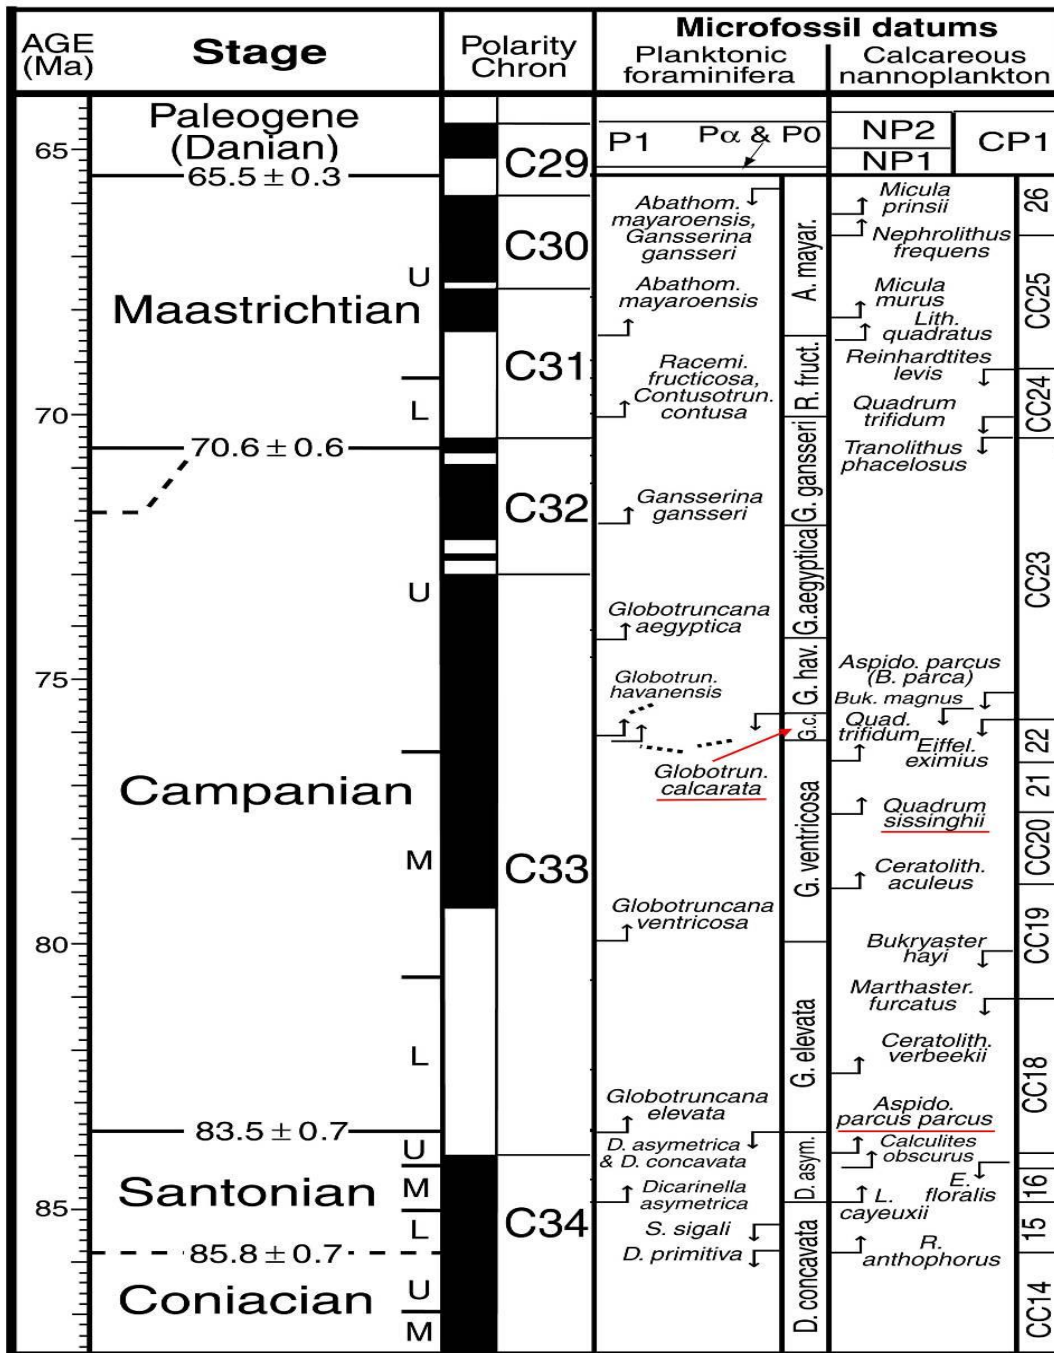 AGE
(Ma)
Stage
Polarity
Chron
Microfossil datums
Planktonic
foraminifera
Calcareous
nannoplankton
65
70
75
80
85
Paleogene
(Danian)
65.5 ± 0.3
Maastrichtian
U
L
70.6 ± 0.6
Campanian
U
M
L
83.5 ± 0.7
Santonian
U
M
L
85.8 ± 0.7
Coniacian
U
M
C29
C30
C31
C32
C33
C34
P1
Pα & P0
Abathom.
mayaroensis,
Gansserina
gansseri
Abathom.
mayaroensis
Racemi.
fructicosa,
Contusotrun.
contusa
Gansserina
gansseri
Globotruncana
aegyptica
Globotrun.
havanensis
Globotrun.
calcarata
Globotruncana
ventricosa
Globotruncana
elevata
D. asymetrica
& D. concavata
Dicarinella
asymetrica
S. sigali
D. primitiva
A. mayar.
R. fruct.
G. gansseri
G.aegyptica
G. hav.
G.c.
G. ventricosa
G. elevata
D. asym.
D. concavata
NP2
NP1
CP1
Micula
prinsii
Nephrolithus
frequens
Micula
murus
Lith.
quadratus
Reinhardtites
levis
Quadrum
trifidum
Tranolithus
phacelosus
Aspido. parcus
(B. parca)
Buk. magnus
Quad.
trifidum
Eiffel.
eximius
Quadrum
sissinghii
Ceratolith.
aculeus
Bukryaster
hayi
Marthaster.
furcatus
Ceratolith.
verbeekii
Aspido.
parcus parcus
Calculites
obscurus
E.
floralis
L.
cayeuxii
R.
anthophorus
26
CC25
CC24
CC23
22
21
CC20
CC19
CC18
16
15
CC14